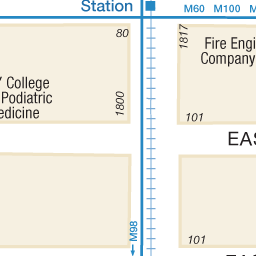 Station
M60 M100
80
1817
Fire Engi
Company
Y College
Podiatric
edicine
1800
101
EAS
M98
101